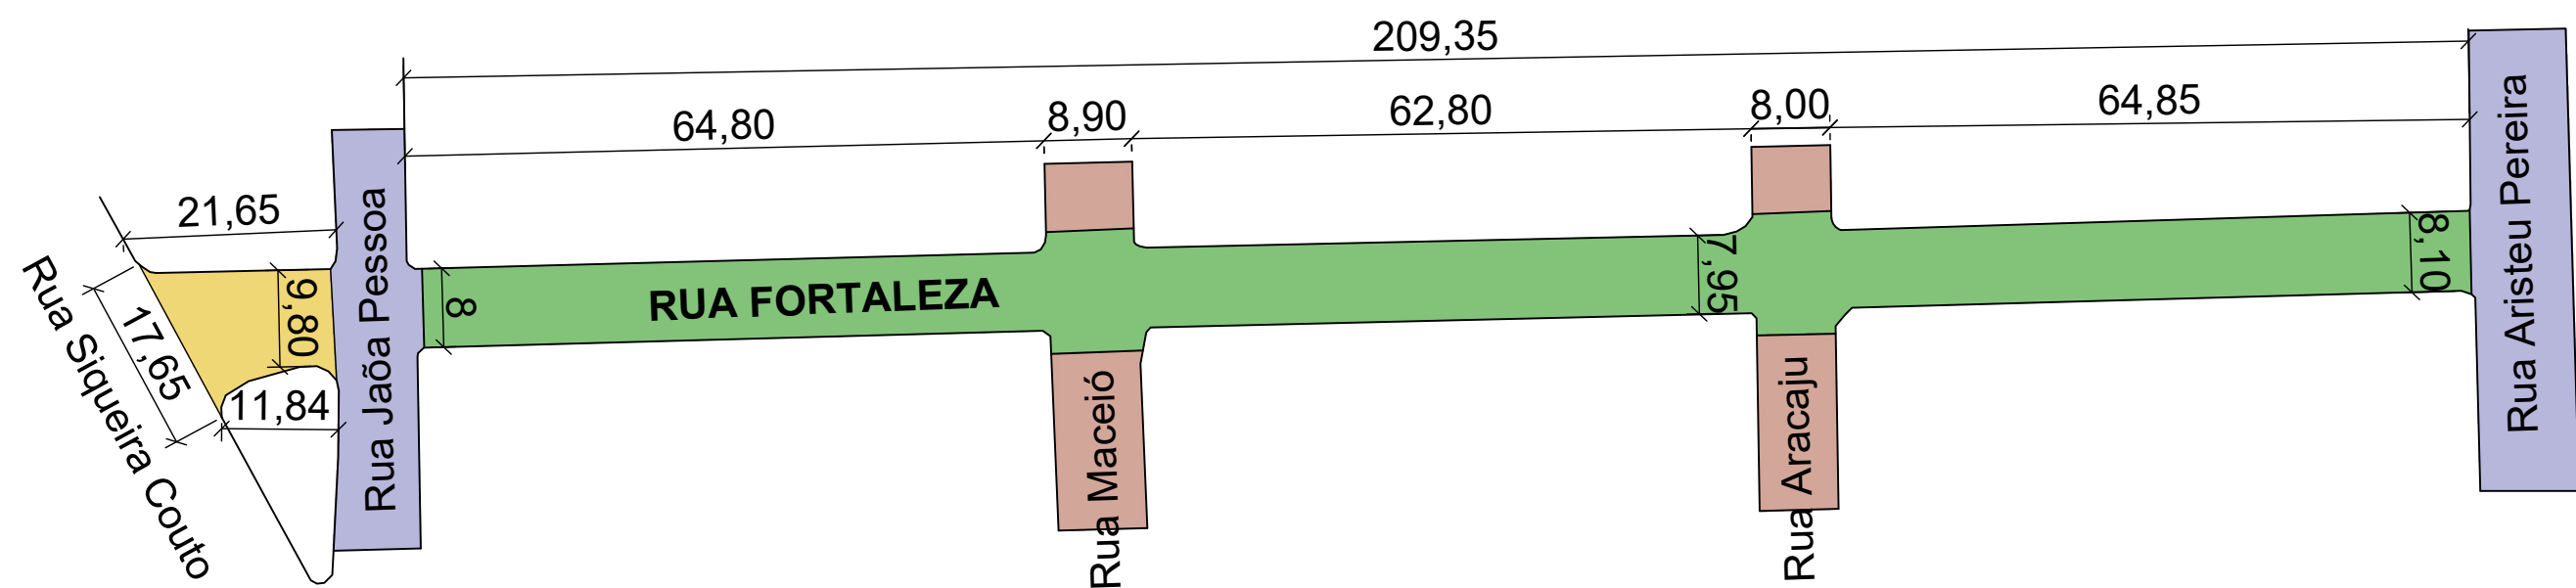 209,35
64,80
8,90
62,80
8,00
64,85
21,65
Rua Siqueira Couto
17,65
9,80
11,84
Rua Jaõa Pessoa
8
RUA FORTALEZA
Rua Maceió
7,95
Rua Aracaju
8,10
Rua Aristeu Pereira